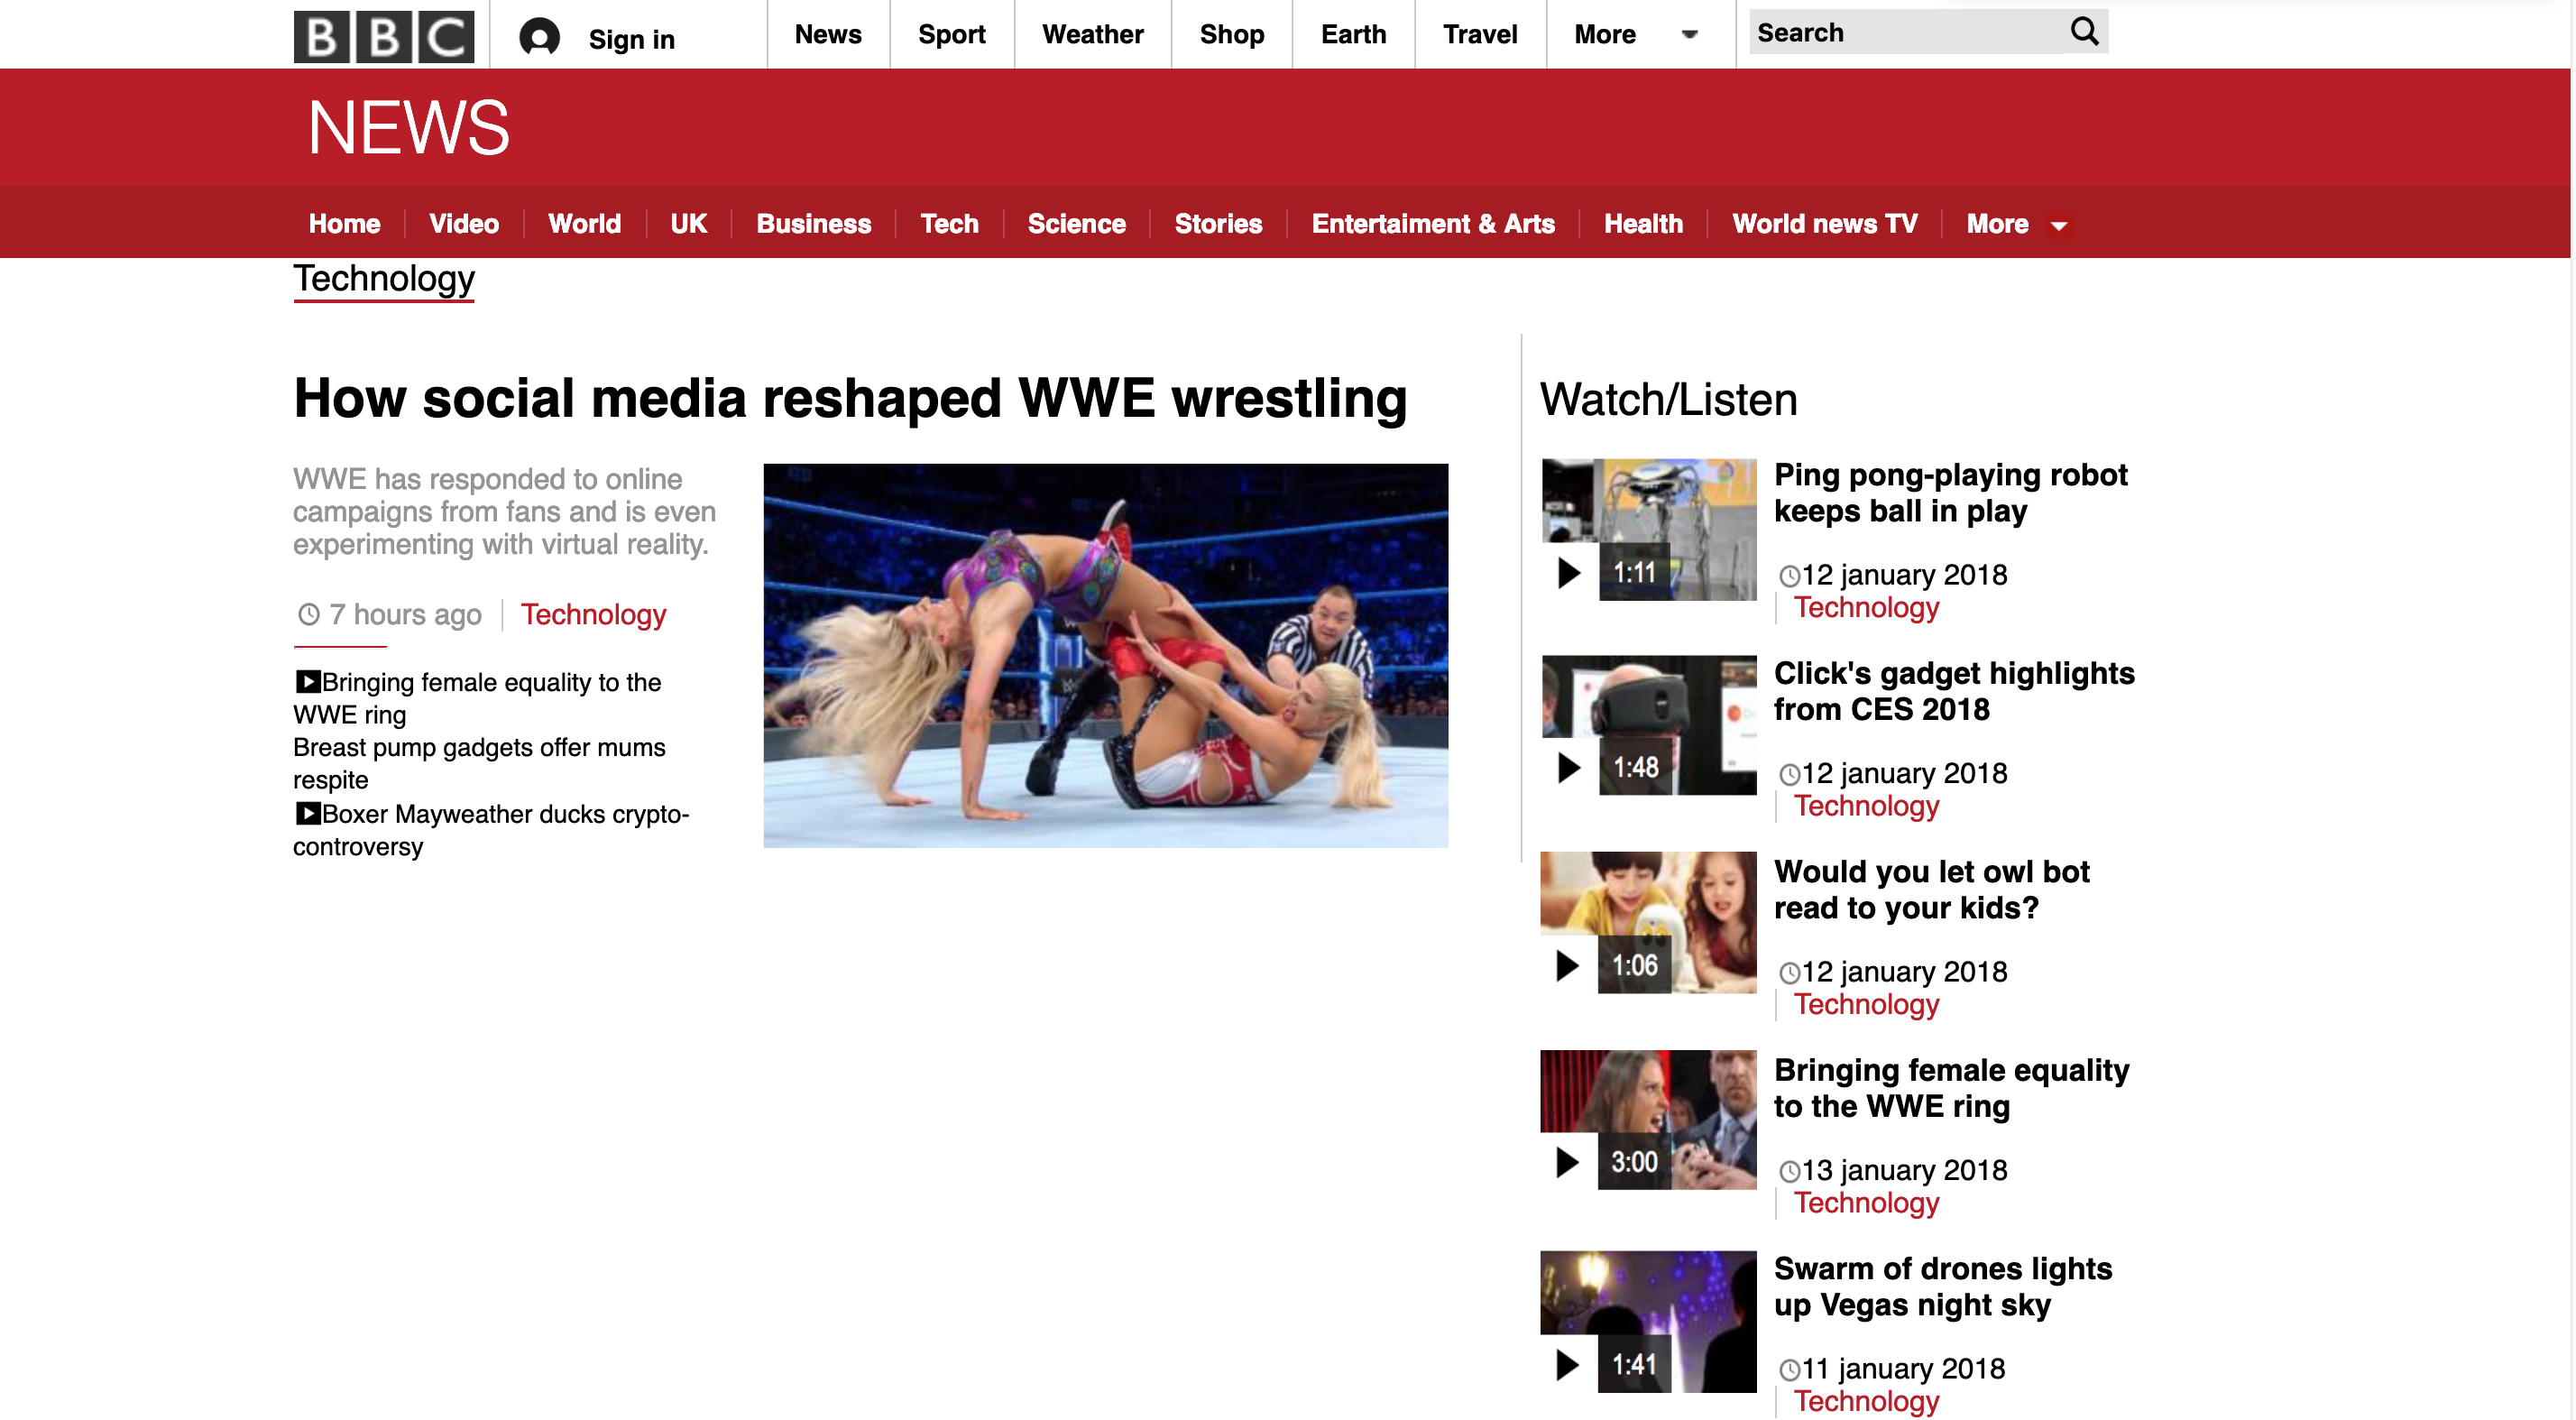 BBC
Sign in
News
Sport
Weather
Shop
Earth
Travel
More
Search
NEWS
Home
Video
World
UK
Business
Tech
Science
Stories
Entertaiment & Arts
Health
World news TV
More
Technology
How social media reshaped WWE wrestling
WWE has responded to online
campaigns from fans and is even
experimenting with virtual reality.
7 hours ago
Technology
Bringing female equality to the
WWE ring
Breast pump gadgets offer mums
respite
Boxer Mayweather ducks crypto-
controversy
Watch/Listen
Ping pong-playing robot
keeps ball in play
1:11
12 january 2018
Technology
Click's gadget highlights
from CES 2018
1:48
12 january 2018
Technology
Would you let owl bot
read to your kids?
1:06
12 january 2018
Technology
Bringing female equality
to the WWE ring
3:00
13 january 2018
Technology
Swarm of drones lights
up Vegas night sky
1:41
11 january 2018
Technology